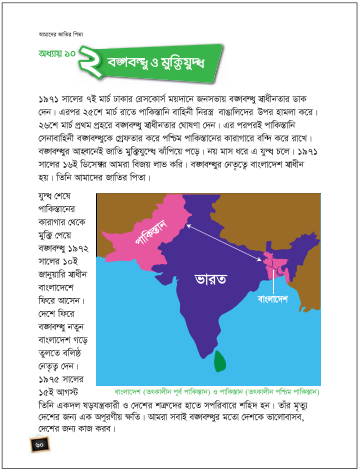 আমাদের জাতির পিতা
অধ্যায় ১০
২ বঙ্গবন্ধু ও মুক্তিযুদ্ধ
১৯৭১ সালের ৭ই মার্চ ঢাকার রেসকোর্স ময়দানে জনসভায় বঙ্গবন্ধু স্বাধীনতার ডাক
দেন। এরপর ২৫শে মার্চ রাতে পাকিস্তানি বাহিনী নিরস্ত্র বাঙালিদের উপর হামলা করে।
২৬শে মার্চ প্রথম প্রহরে বঙ্গবন্ধু স্বাধীনতার ঘোষণা দেন। এর পরপরই পাকিস্তানি
সেনাবাহিনী বঙ্গবন্ধুকে গ্রেফতার করে পশ্চিম পাকিস্তানের কারাগারে বন্দি করে রাখে।
বঙ্গবন্ধুর আহ্বানেই জাতি মুক্তিযুদ্ধে ঝাঁপিয়ে পড়ে। নয় মাস ধরে এ যুদ্ধ চলে। ১৯৭১
সালের ১৬ই ডিসেম্বর আমরা বিজয় লাভ করি। বঙ্গবন্ধুর নেতৃত্বে বাংলাদেশ স্বাধীন
হয়। তিনি আমাদের জাতির পিতা।
যুদ্ধ শেষে
পাকিস্তানের
কারাগার থেকে
মুক্তি পেয়ে
বঙ্গবন্ধু ১৯৭২
সালের ১০ই
জানুয়ারি স্বাধীন
বাংলাদেশে
ফিরে আসেন।
দেশে ফিরে
বঙ্গবন্ধু নতুন
বাংলাদেশ গড়ে
তুলতে বলিষ্ঠ
নেতৃত্ব দেন।
১৯৭৫ সালের
১৫ই আগস্ট
পাকিস্তান
ভারত
বাংলাদেশ
বাংলাদেশ (তৎকালীন পূর্ব পাকিস্তান) ও পাকিস্তান (তৎকালীন পশ্চিম পাকিস্তান)
তিনি একদল ষড়যন্ত্রকারী ও দেশের শত্রুদের হাতে সপরিবারে শহিদ হন। তাঁর মৃত্যু
দেশের জন্য এক অপূরণীয় ক্ষতি। আমরা সবাই বঙ্গবন্ধুর মতো দেশকে ভালোবাসব,
দেশের জন্য কাজ করব।
৬০